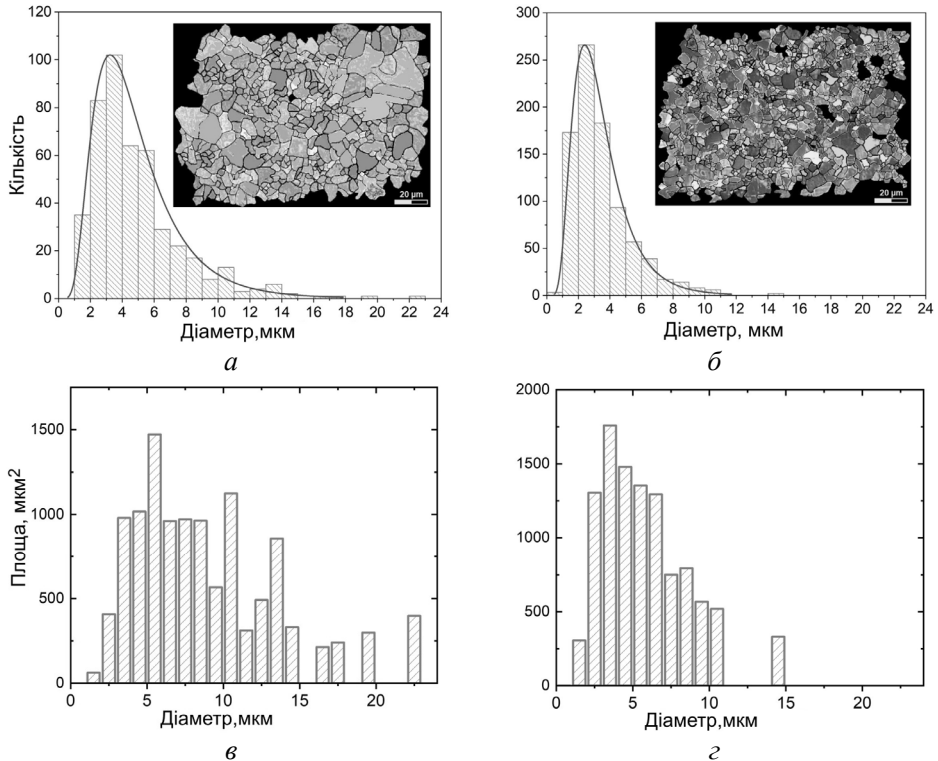 120
100
80
60
40
20
0
Кількість
20 µm
0 2 4 6 8 10 12 14 16 18 20 22 24
Діаметр,мкм
а
300
250
200
150
100
50
0
20 µm
0 2 4 6 8 10 12 14 16 18 20 22 24
Діаметр, мкм
б
1500
1000
500
0
Площа, мкм²
0 5 10 15 20
Діаметр,мкм
в
2000
1500
1000
500
0
0 5 10 15 20
Діаметр,мкм
г